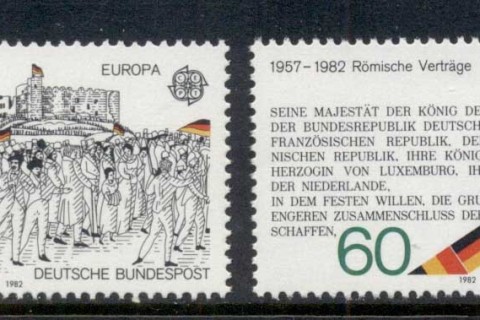 EUROPA
DEUTSCHE BUNDESPOST
1982
1957-1982 Römische Verträge
SEINE MAJESTÄT DER KÖNIG DE
DER BUNDESREPUBLIK DEUTSCH
FRANZÖSISCHEN REPUBLIK, DE
NISCHEN REPUBLIK, IHRE KÖNIG
HERZOGIN VON LUXEMBURG, IH
DER NIEDERLANDE,
IN DEM FESTEN WILLEN, DIE GRU
ENGEREN ZUSAMMENSCHLUSS DE
SCHAFFEN,
60
1982